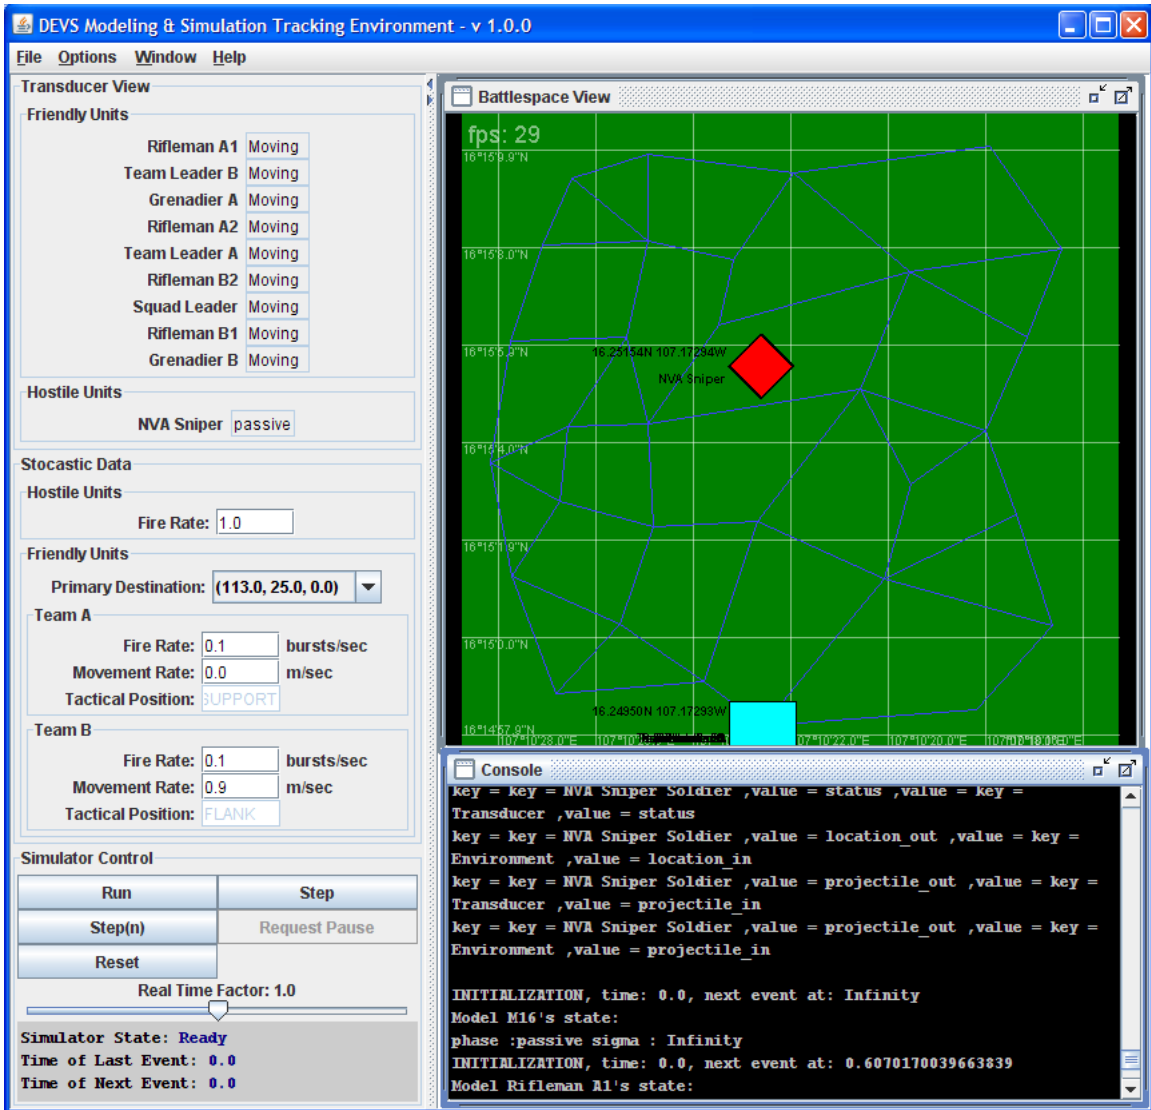 DEVS Modeling & Simulation Tracking Environment - v 1.0.0
File Options Window Help
Transducer View
Friendly Units
Rifleman A1 Moving
Team Leader B Moving
Grenadier A Moving
Rifleman A2 Moving
Team Leader A Moving
Rifleman B2 Moving
Squad Leader Moving
Rifleman B1 Moving
Grenadier B Moving
Hostile Units
NVA Sniper passive
Stocastic Data
Hostile Units
Fire Rate: 1.0
Friendly Units
Primary Destination: (113.0, 25.0, 0.0)
Team A
Fire Rate: 0.1 bursts/sec
Movement Rate: 0.0 m/sec
Tactical Position: SUPPORT
Team B
Fire Rate: 0.1 bursts/sec
Movement Rate: 0.9 m/sec
Tactical Position: FLANK
Simulator Control
Run Step
Step(n) Request Pause
Reset
Real Time Factor: 1.0
Simulator State: Ready
Time of Last Event: 0.0
Time of Next Event: 0.0
Battlespace View
fps: 29
16°15'9.9"N
16°15'8.0"N
16°15'5.9"N
16.25154N 107.17294W
NVA Sniper
16°15'4.0"N
16°15'1.9"N
16°15'0.0"N
16.24950N 107.17293W
16°14'57.9"N
107°10'28.0"E 107°10'22.0"E 107°10'20.0"E
Console
key = key = NVA Sniper Soldier ,value = status ,value = key =
Transducer ,value = status
key = key = NVA Sniper Soldier ,value = location_out ,value = key =
Environment ,value = location_in
key = key = NVA Sniper Soldier ,value = projectile_out ,value = key =
Transducer ,value = projectile_in
key = key = NVA Sniper Soldier ,value = projectile_out ,value = key =
Environment ,value = projectile_in
INITIALIZATION, time: 0.0, next event at: Infinity
Model M16's state:
phase :passive sigma : Infinity
INITIALIZATION, time: 0.0, next event at: 0.6070170039663839
Model Rifleman A1's state: